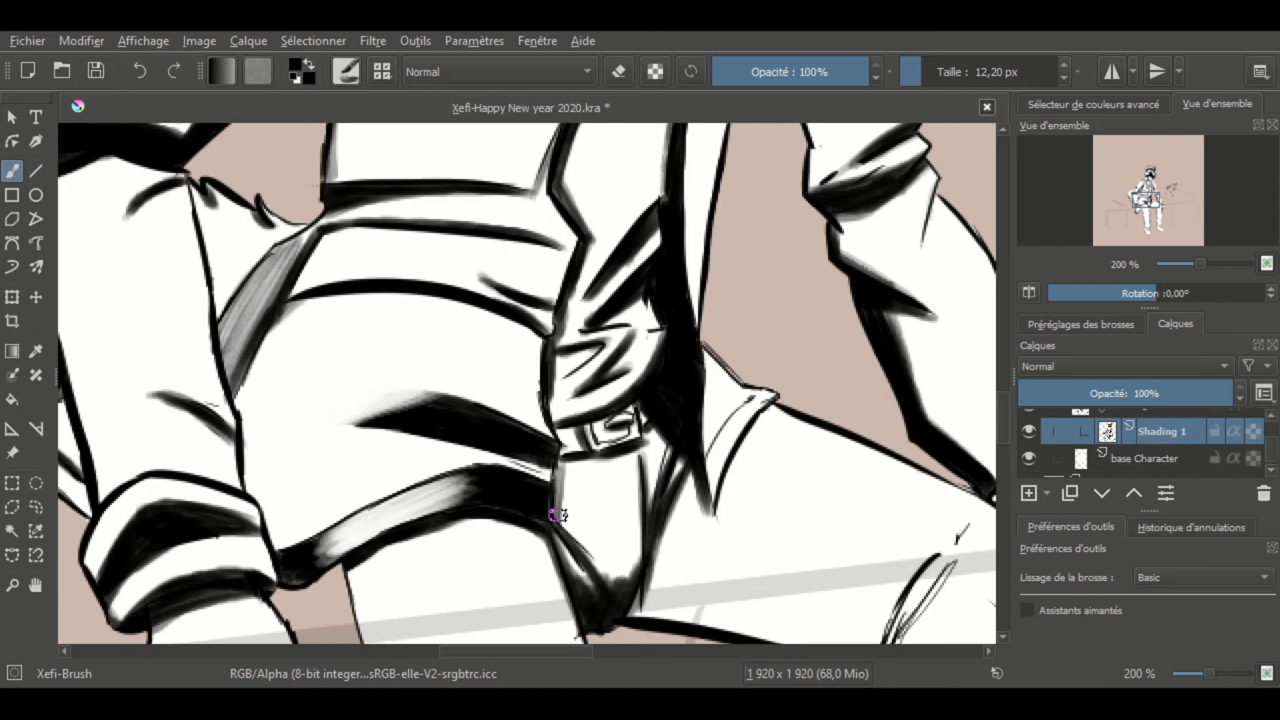 Fichier Modifier Affichage Image Calque Sélectionner Filtre Outils Paramètres Fenêtre Aide
Normal Opacité : 100% Taille : 12,20 px
Xefi-Happy New year 2020.kra *
Sélecteur de couleurs avancé Vue d'ensemble
Vue d'ensemble
200 %
Rotation :0,00°
Préréglages des brosses Calques
Calques
Normal
Opacité: 100%
Shading 1
base Character
Préférences d'outils Historique d'annulations
Préférences d'outils
Lissage de la brosse : Basic
Assistants aimantés
Xefi-Brush RGB/Alpha (8-bit integer...sRGB-elle-V2-srgbtrc.icc 1 920 x 1 920 (68,0 Mio) 200 %